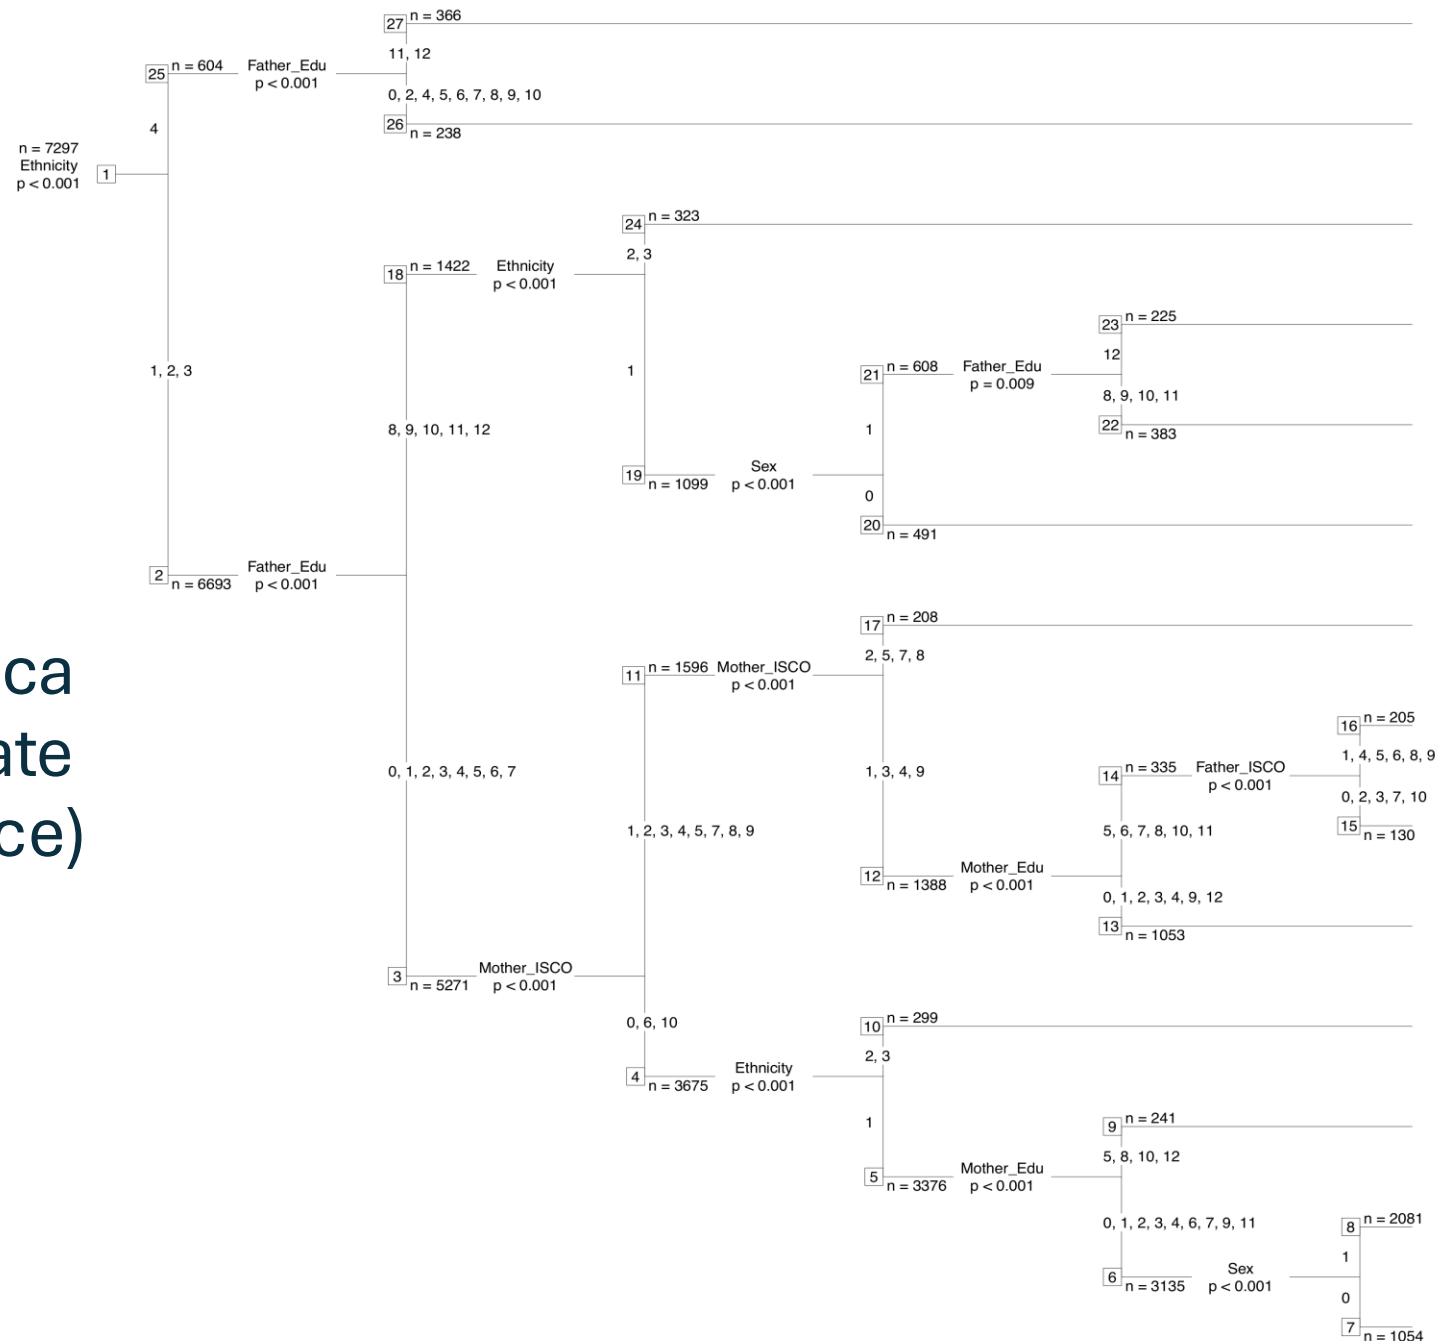 27 n = 366
11, 12
25 n = 604 Father_Edu
p < 0.001
0, 2, 4, 5, 6, 7, 8, 9, 10
26
n = 238
4
n = 7297
Ethnicity
p < 0.001
1
24 n = 323
2, 3
18 n = 1422 Ethnicity
p < 0.001
23 n = 225
12
21 n = 608 Father_Edu
p = 0.009
8, 9, 10, 11
22
n = 383
1, 2, 3
1
8, 9, 10, 11, 12
1
19
n = 1099
Sex
p < 0.001
0
20
n = 491
2
n = 6693
Father_Edu
p < 0.001
17 n = 208
2, 5, 7, 8
11 n = 1596 Mother_ISCO
p < 0.001
ca
ate
ce)
16 n = 205
1, 4, 5, 6, 8, 9
14 n = 335 Father_ISCO
p < 0.001
0, 2, 3, 7, 10
15
n = 130
0, 1, 2, 3, 4, 5, 6, 7
1, 3, 4, 9
1, 2, 3, 4, 5, 7, 8, 9
5, 6, 7, 8, 10, 11
12
n = 1388
Mother_Edu
p < 0.001
0, 1, 2, 3, 4, 9, 12
13
n = 1053
3
n = 5271
Mother_ISCO
p < 0.001
0, 6, 10
10 n = 299
2, 3
4
n = 3675
Ethnicity
p < 0.001
1
9 n = 241
5, 8, 10, 12
5
n = 3376
Mother_Edu
p < 0.001
0, 1, 2, 3, 4, 6, 7, 9, 11
8 n = 2081
1
6
n = 3135
Sex
p < 0.001
0
7
n = 1054